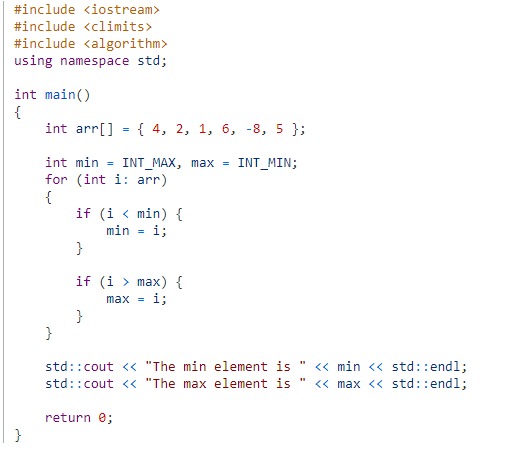 #include <iostream>
#include <climits>
#include <algorithm>
using namespace std;

int main()
{
    int arr[] = { 4, 2, 1, 6, -8, 5 };

    int min = INT_MAX, max = INT_MIN;
    for (int i: arr)
    {
        if (i < min) {
            min = i;
        }

        if (i > max) {
            max = i;
        }
    }

    std::cout << "The min element is " << min << std::endl;
    std::cout << "The max element is " << max << std::endl;

    return 0;
}